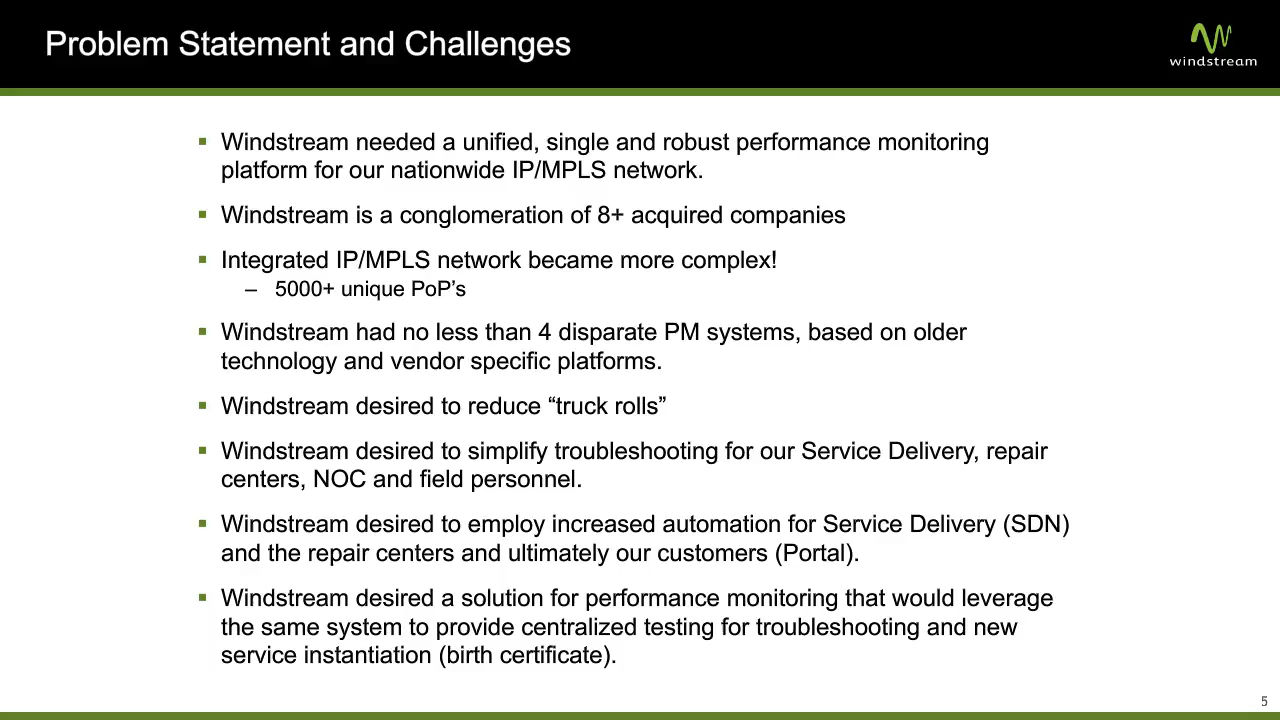 Problem Statement and Challenges
windstream
▪ Windstream needed a unified, single and robust performance monitoring
platform for our nationwide IP/MPLS network.
▪ Windstream is a conglomeration of 8+ acquired companies
▪ Integrated IP/MPLS network became more complex!
– 5000+ unique PoP’s
▪ Windstream had no less than 4 disparate PM systems, based on older
technology and vendor specific platforms.
▪ Windstream desired to reduce “truck rolls”
▪ Windstream desired to simplify troubleshooting for our Service Delivery, repair
centers, NOC and field personnel.
▪ Windstream desired to employ increased automation for Service Delivery (SDN)
and the repair centers and ultimately our customers (Portal).
▪ Windstream desired a solution for performance monitoring that would leverage
the same system to provide centralized testing for troubleshooting and new
service instantiation (birth certificate).
5